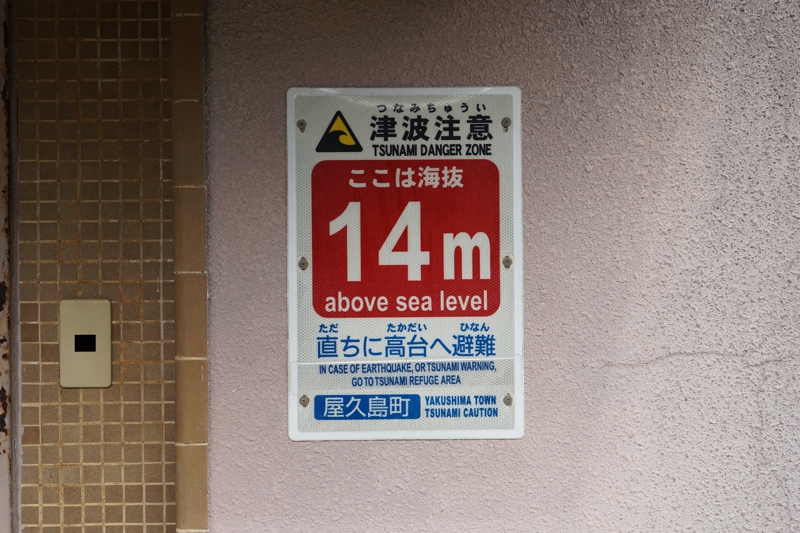 つなみちゅうい
津波注意
TSUNAMI DANGER ZONE
ここは海抜
14m
above sea level
ただ たかだい ひなん
直ちに高台へ避難
IN CASE OF EARTHQUAKE, OR TSUNAMI WARNING,
GO TO TSUNAMI REFUGE AREA
屋久島町 YAKUSHIMA TOWN
TSUNAMI CAUTION